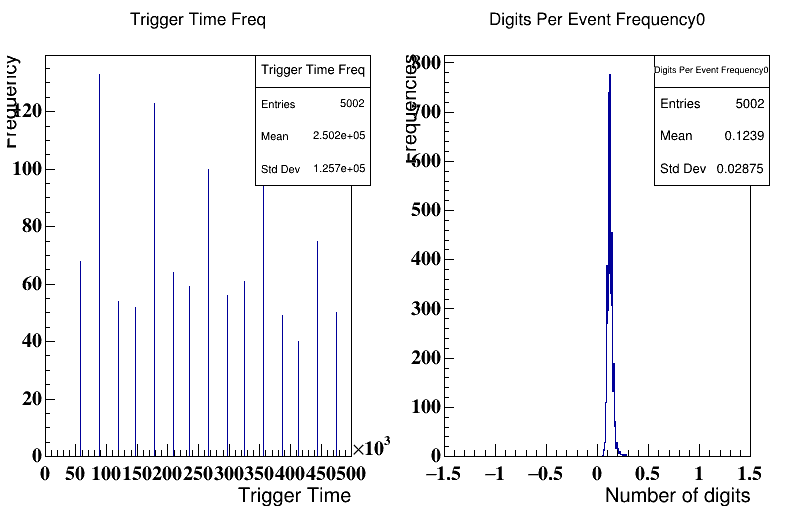 Trigger Time Freq
Frequency
Trigger Time Freq
Entries 5002
Mean 2.502e+05
Std Dev 1.257e+05
120
100
80
60
40
20
0
0 50 100 150 200 250 300 350 400 450 500
×10³
Trigger Time
Digits Per Event Frequency0
Frequencies
Digits Per Event Frequency0
Entries 5002
Mean 0.1239
Std Dev 0.02875
800
700
600
500
400
300
200
100
0
−1.5 −1 −0.5 0 0.5 1 1.5
Number of digits